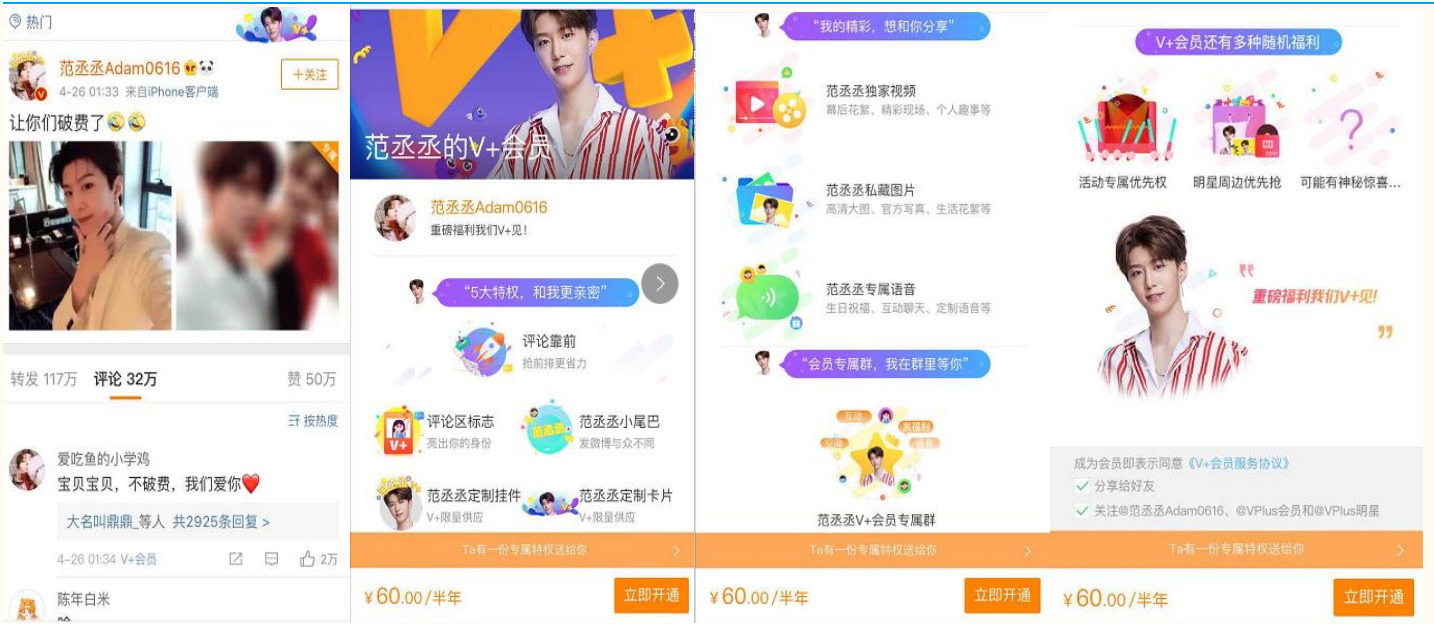 热门
范丞丞Adam0616
4-26 01:33 来自iPhone客户端
+关注
让你们破费了
专属
转发 117万 评论 32万 赞 50万
按热度
爱吃鱼的小学鸡
宝贝宝贝，不破费，我们爱你
大名叫鼎鼎_等人 共2925条回复 >
4-26 01:34 V+会员
2万
陈年白米
V+
范丞丞的V+会员
范丞丞Adam0616
重磅福利我们V+见!
“5大特权，和我更亲密”
评论靠前
抢前排更省力
V+
评论区标志
亮出你的身份
范丞丞
范丞丞小尾巴
发微博与众不同
范丞丞定制挂件
V+限量供应
范丞丞定制卡片
V+限量供应
Ta有一份专属特权送给你
¥ 60.00/半年
立即开通
“我的精彩，想和你分享”
范丞丞独家视频
幕后花絮、精彩现场、个人趣事等
范丞丞私藏图片
高清大图、官方写真、生活花絮等
范丞丞专属语音
生日祝福、互动聊天、定制语音等
“会员专属群，我在群里等你”
互动
发福利
范丞丞V+会员专属群
Ta有一份专属特权送给你
¥ 60.00/半年
立即开通
V+会员还有多种随机福利
活动专属优先权
明星周边优先抢
可能有神秘惊喜...
重磅福利我们V+见!
成为会员即表示同意《V+会员服务协议》
分享给好友
关注@范丞丞Adam0616、@VPlus会员和@VPlus明星
Ta有一份专属特权送给你
¥ 60.00/半年
立即开通